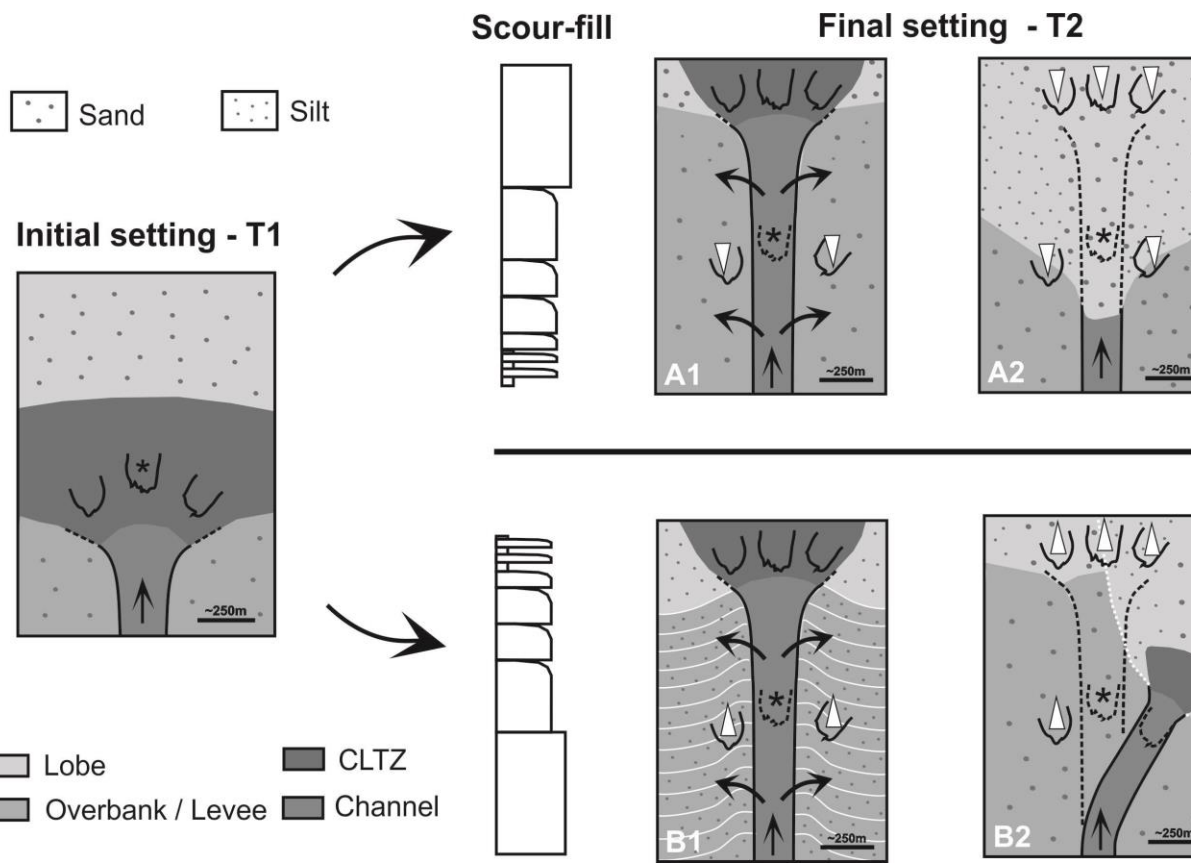 Scour-fill
Final setting - T2
Sand
Silt
Initial setting - T1
*
~250m
*
A1
~250m
*
A2
~250m
Lobe
CLTZ
Overbank / Levee
Channel
*
B1
~250m
*
B2
~250m